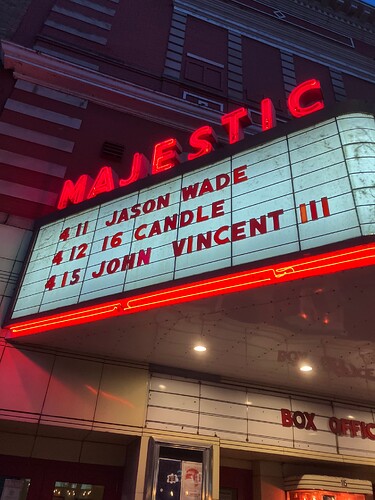 MAJESTIC
4 11 JASON WADE
4 12 16 CANDLE
4 15 JOHN VINCENT III
BOX OFFIC